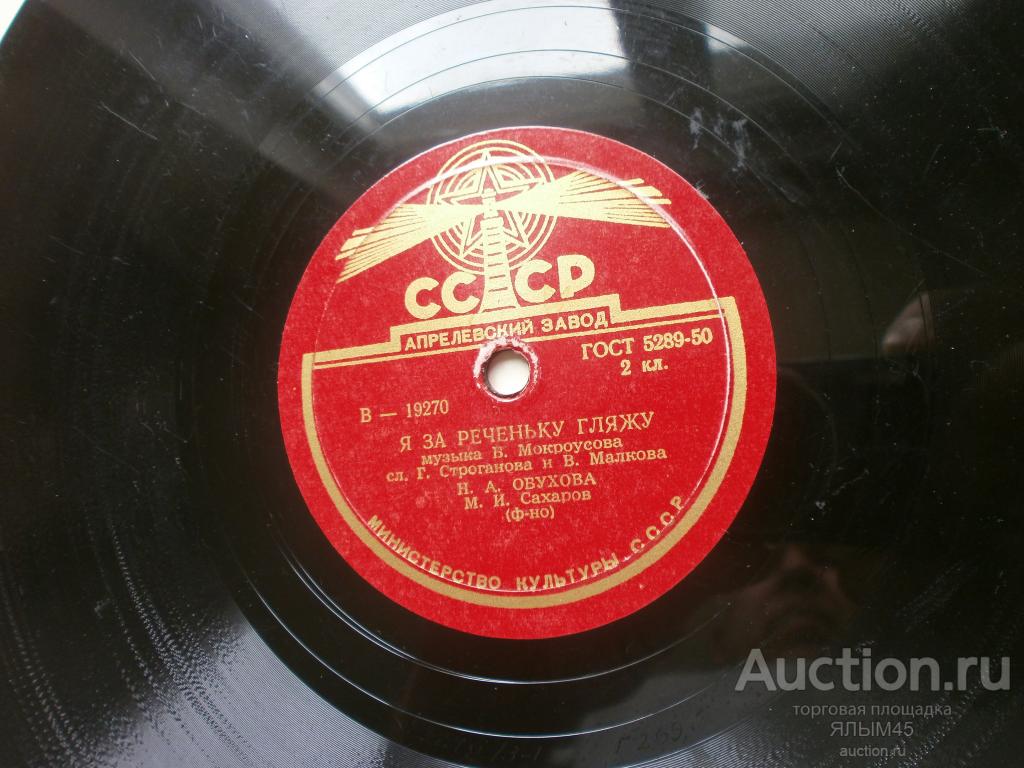 СССР
АПРЕЛЕВСКИЙ ЗАВОД
ГОСТ 5289-50
2 кл.
В — 19270
Я ЗА РЕЧЕНЬКУ ГЛЯЖУ
музыка Б. Мокроусова
сл. Г. Строганова и В. Малкова
Н. А. ОБУХОВА
М. И. Сахаров
(ф-но)
МИНИСТЕРСТВО КУЛЬТУРЫ СССР
Auction.ru
торговая площадка
ЯЛЫМ45
auction.ru